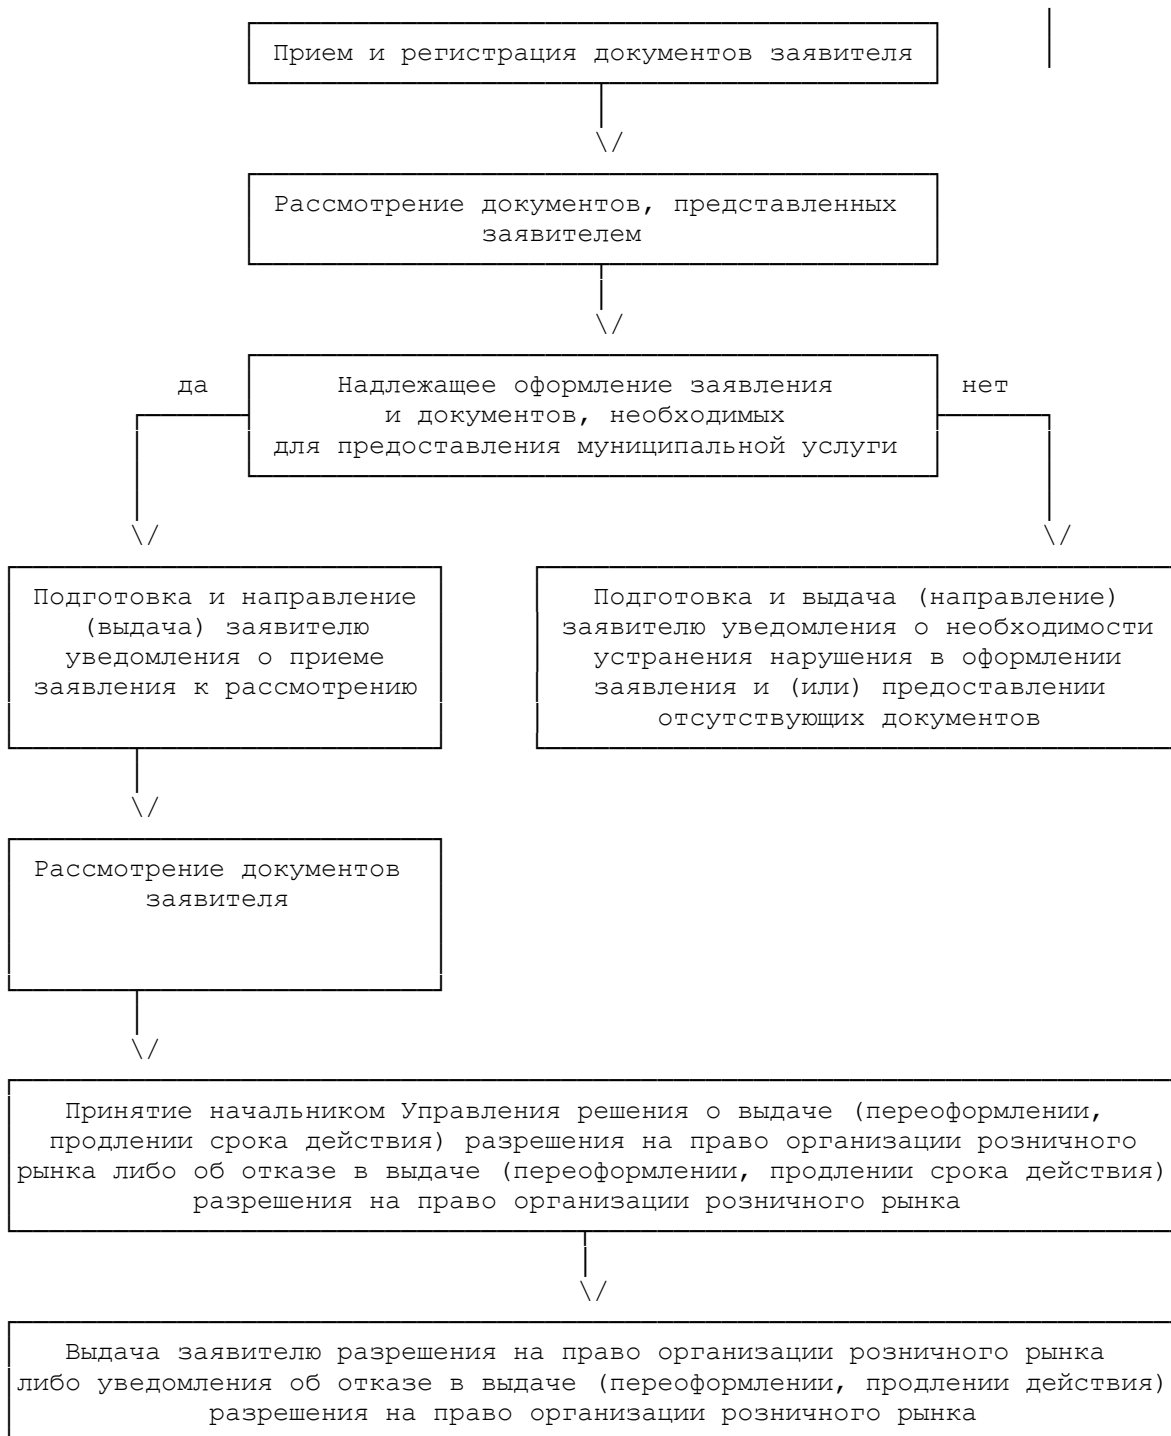 Прием и регистрация документов заявителя
Рассмотрение документов, представленных
заявителем
да
Надлежащее оформление заявления
и документов, необходимых
для предоставления муниципальной услуги
нет
Подготовка и направление
(выдача) заявителю
уведомления о приеме
заявления к рассмотрению
Подготовка и выдача (направление)
заявителю уведомления о необходимости
устранения нарушения в оформлении
заявления и (или) предоставлении
отсутствующих документов
Рассмотрение документов
заявителя
Принятие начальником Управления решения о выдаче (переоформлении,
продлении срока действия) разрешения на право организации розничного
рынка либо об отказе в выдаче (переоформлении, продлении срока действия)
разрешения на право организации розничного рынка
Выдача заявителю разрешения на право организации розничного рынка
либо уведомления об отказе в выдаче (переоформлении, продлении действия)
разрешения на право организации розничного рынка